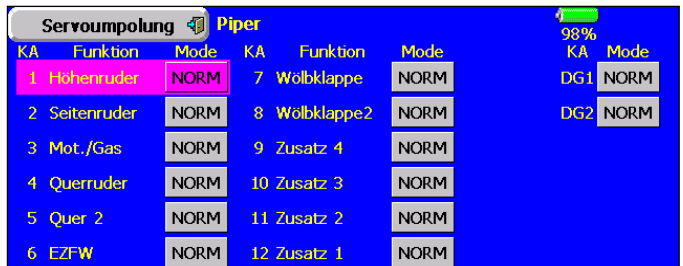 Servoumpolung Piper 98%
KA Funktion Mode KA Funktion Mode KA Mode
1 Höhenruder NORM 7 Wölbklappe NORM DG1 NORM
2 Seitenruder NORM 8 Wölbklappe2 NORM DG2 NORM
3 Mot./Gas NORM 9 Zusatz 4 NORM
4 Querruder NORM 10 Zusatz 3 NORM
5 Quer 2 NORM 11 Zusatz 2 NORM
6 EZFW NORM 12 Zusatz 1 NORM